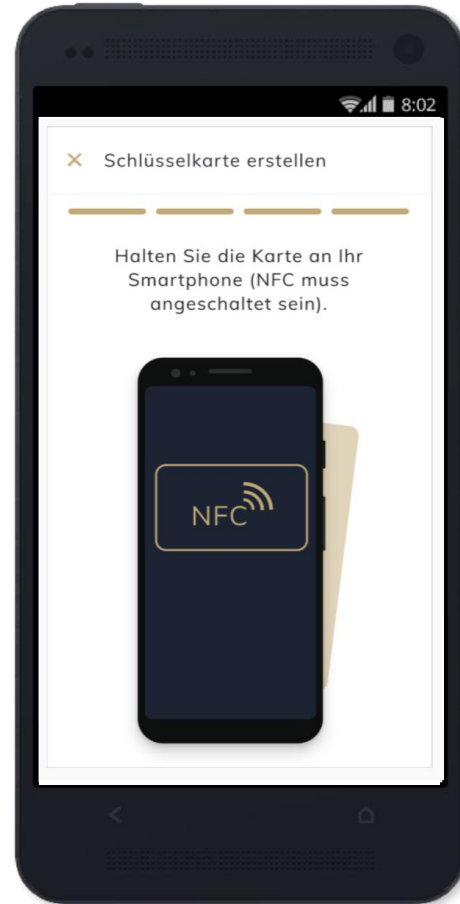 8:02
× Schlüsselkarte erstellen
Halten Sie die Karte an Ihr
Smartphone (NFC muss
angeschaltet sein).
NFC